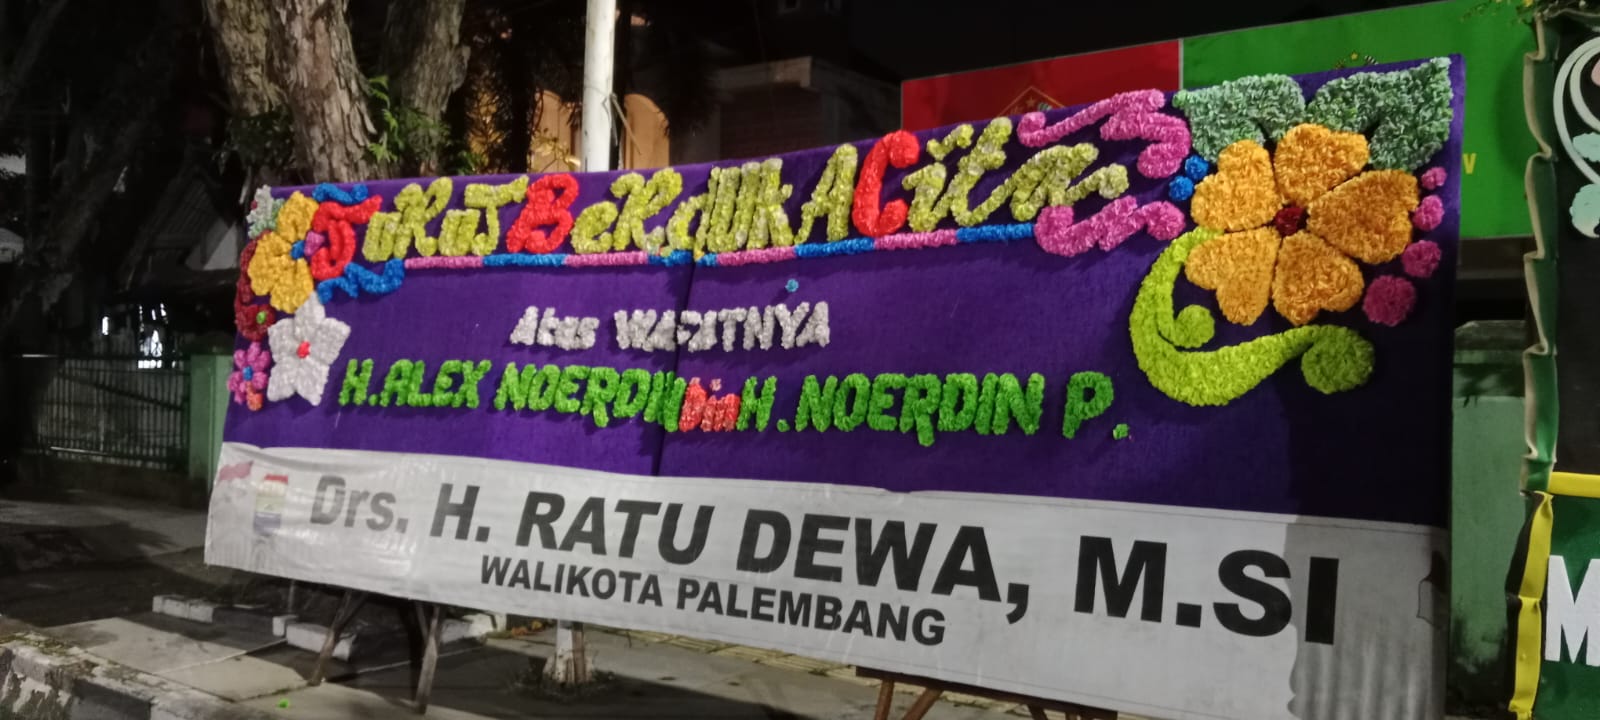 TuRuT BeRdUKACita
Atas WAFATNYA
H.ALEX NOERDIN Bin H. NOERDIN P.
Drs. H. RATU DEWA, M.SI
WALIKOTA PALEMBANG